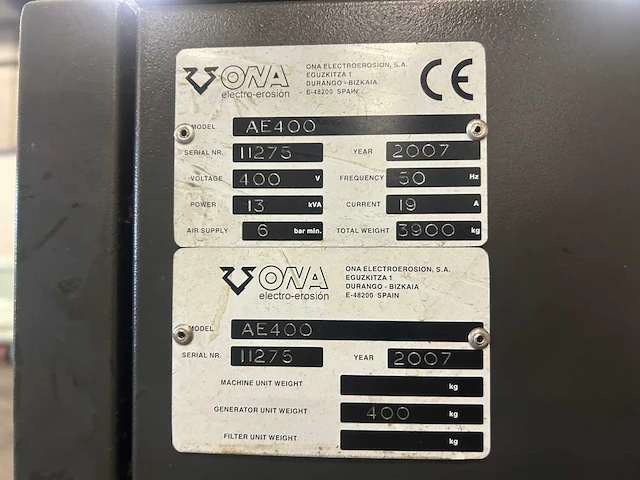 ONA
electro-erosión
ONA ELECTROEROSION, S.A.
EGUZKITZA 1
DURANGO - BIZKAIA
E-48200 SPAIN
CE
MODEL AE400
SERIAL NR. 11275 YEAR 2007
VOLTAGE 400 V FREQUENCY 50 Hz
POWER 13 kVA CURRENT 19 A
AIR SUPPLY 6 bar min. TOTAL WEIGHT 3900 kg
ONA
electro-erosión
ONA ELECTROEROSION, S.A.
EGUZKITZA 1
DURANGO - BIZKAIA
E-48200 SPAIN
MODEL AE400
SERIAL NR. 11275 YEAR 2007
MACHINE UNIT WEIGHT kg
GENERATOR UNIT WEIGHT 400 kg
FILTER UNIT WEIGHT kg